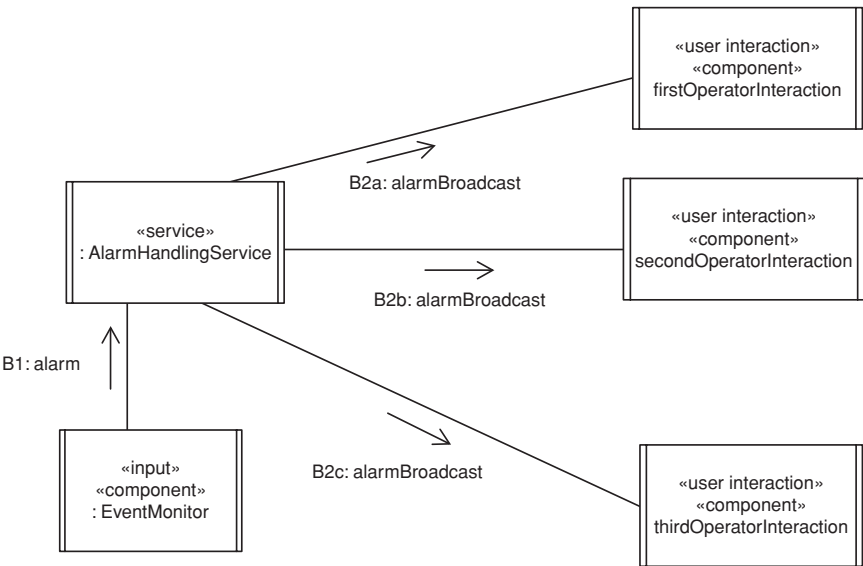 «user interaction»
«component»
firstOperatorInteraction
B2a: alarmBroadcast
«service»
: AlarmHandlingService
«user interaction»
«component»
secondOperatorInteraction
B2b: alarmBroadcast
B1: alarm
«input»
«component»
: EventMonitor
B2c: alarmBroadcast
«user interaction»
«component»
thirdOperatorInteraction